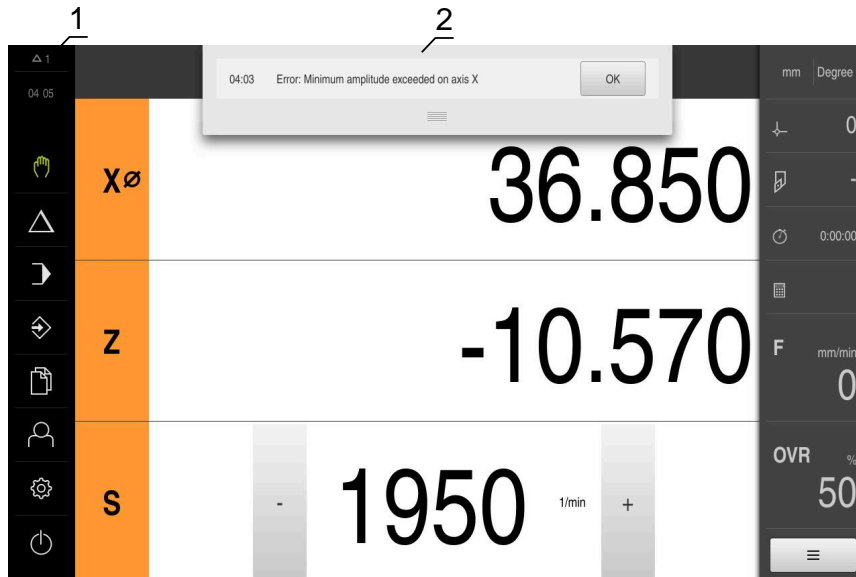 1
2
△ 1
04:03 Error: Minimum amplitude exceeded on axis X OK
mm Degree
04 05
0
X⌀ 36.850
-
0:00:00
Z -10.570
F mm/min
0
OVR %
50
S - 1950 1/min +